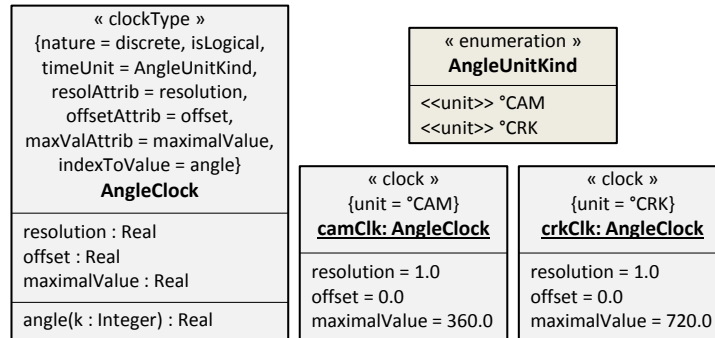 « clockType »
{nature = discrete, isLogical,
timeUnit = AngleUnitKind,
resolAttrib = resolution,
offsetAttrib = offset,
maxValAttrib = maximalValue,
indexToValue = angle}
AngleClock
resolution : Real
offset : Real
maximalValue : Real
angle(k : Integer) : Real
« enumeration »
AngleUnitKind
<<unit>> °CAM
<<unit>> °CRK
« clock »
{unit = °CAM}
camClk: AngleClock
resolution = 1.0
offset = 0.0
maximalValue = 360.0
« clock »
{unit = °CRK}
crkClk: AngleClock
resolution = 1.0
offset = 0.0
maximalValue = 720.0